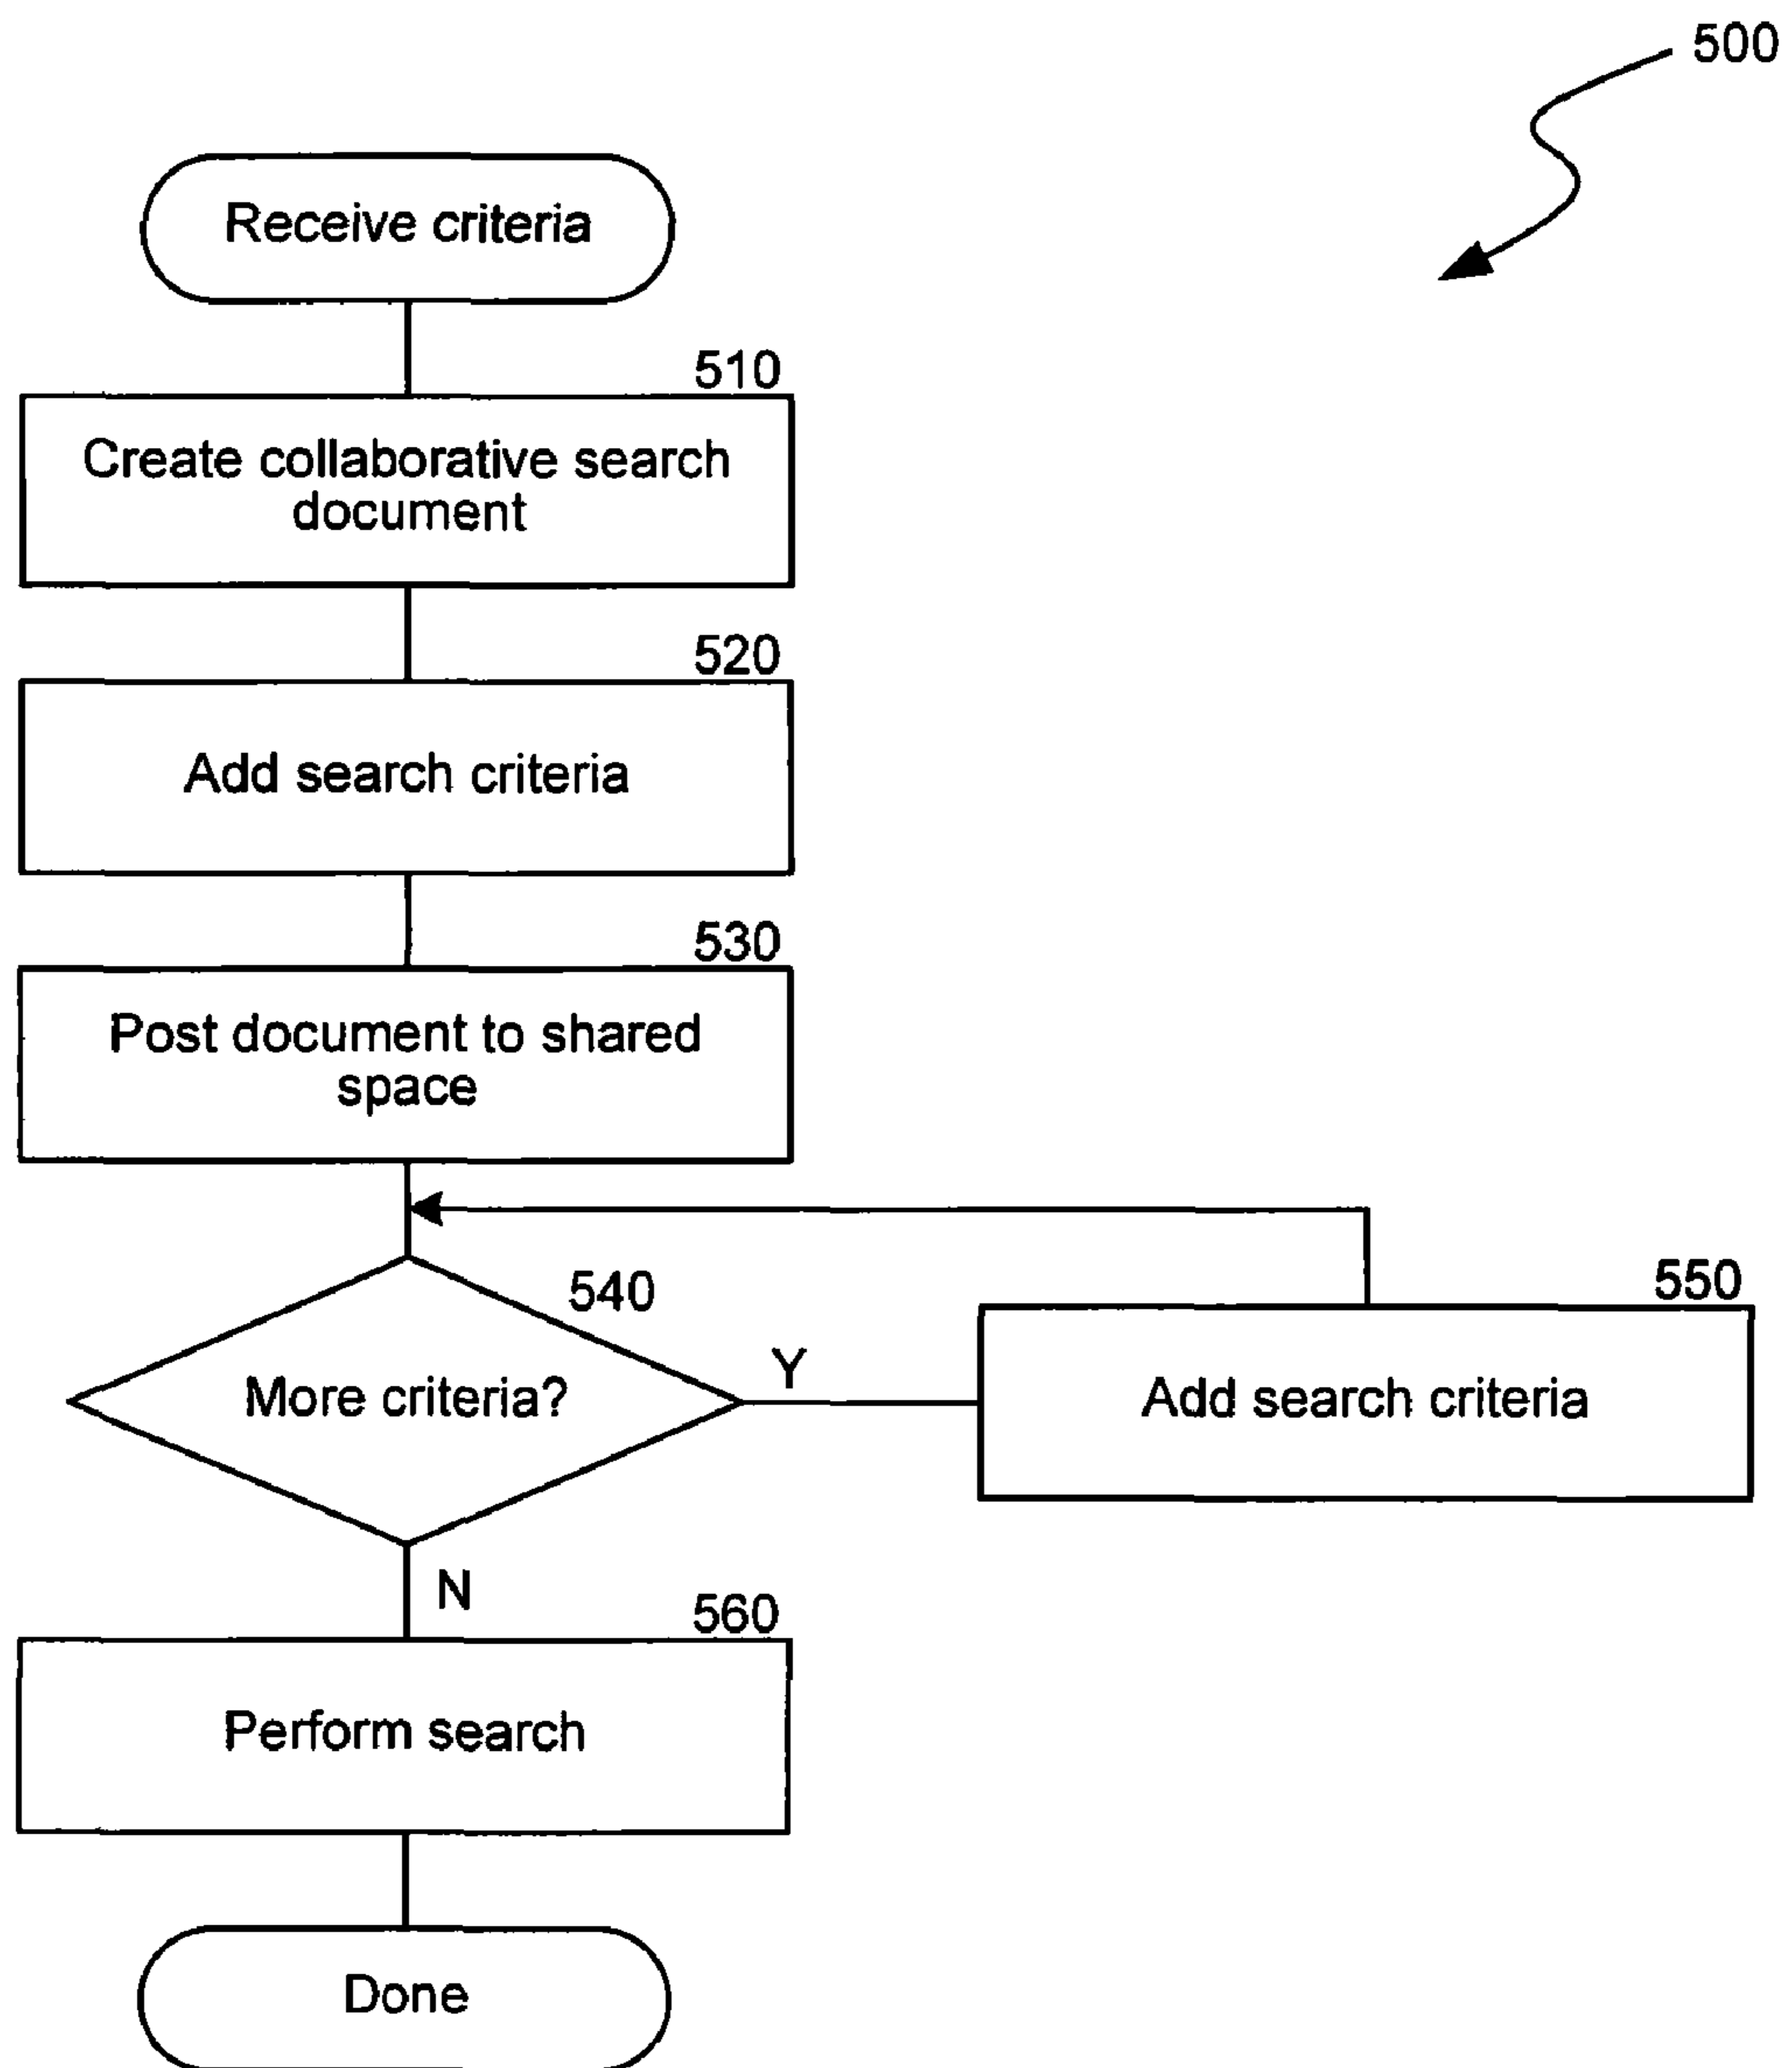 500
Receive criteria
510
Create collaborative search
document
520
Add search criteria
530
Post document to shared
space
540
More criteria?
Y
550
Add search criteria
N
560
Perform search
Done